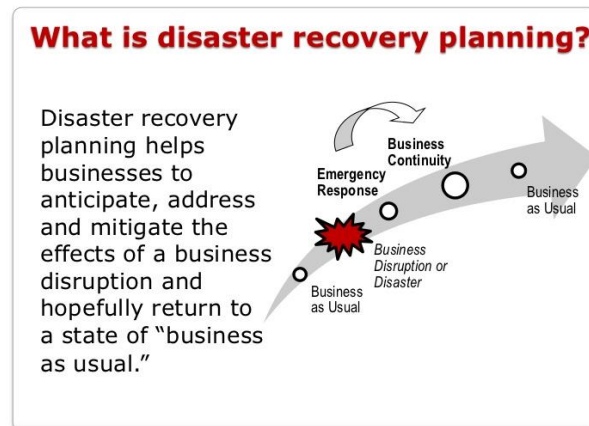 What is disaster recovery planning?
Disaster recovery
planning helps
businesses to
anticipate, address
and mitigate the
effects of a business
disruption and
hopefully return to
a state of “business
as usual.”
Business
Continuity
Emergency
Response
Business
as Usual
Business
Disruption or
Disaster
Business
as Usual